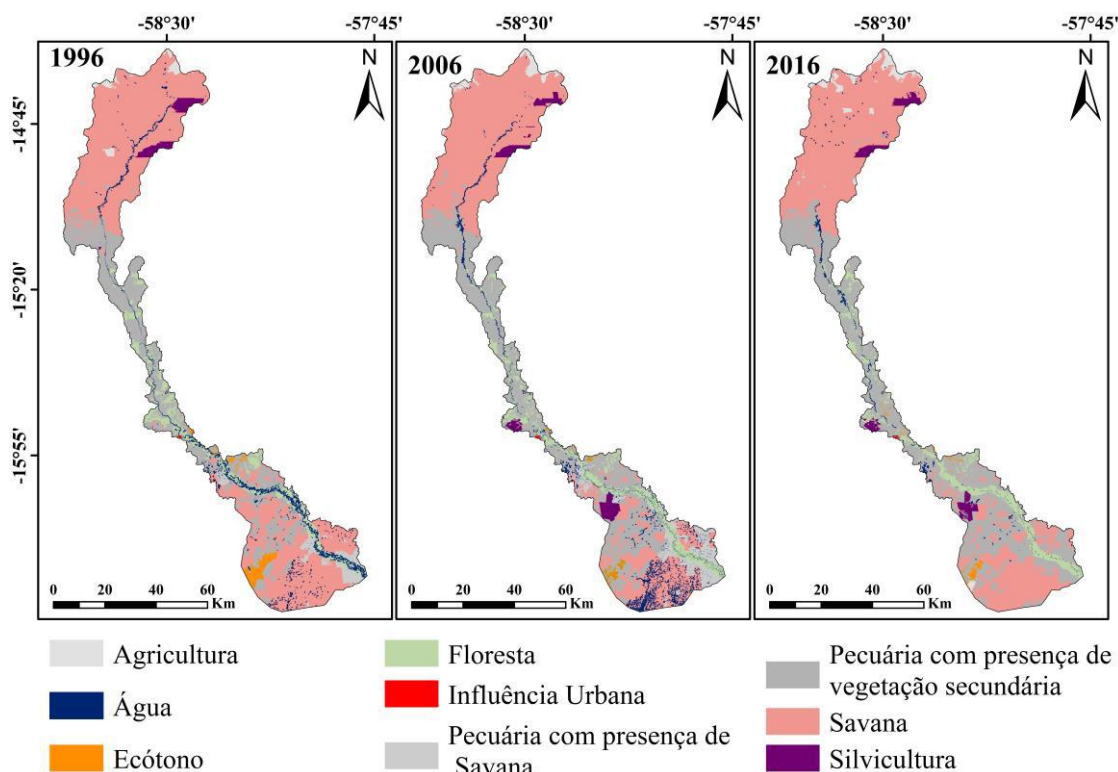 -58°30' -57°45' -58°30' -57°45' -58°30' -57°45'
1996 N 2006 N 2016 N
-14°45'
-15°20'
-15°55'
0 20 40 60 Km 0 20 40 60 Km 0 20 40 60 Km
Agricultura
Água
Ecótono
Floresta
Influência Urbana
Pecuária com presença de
Savana
Pecuária com presença de
vegetação secundária
Savana
Silvicultura